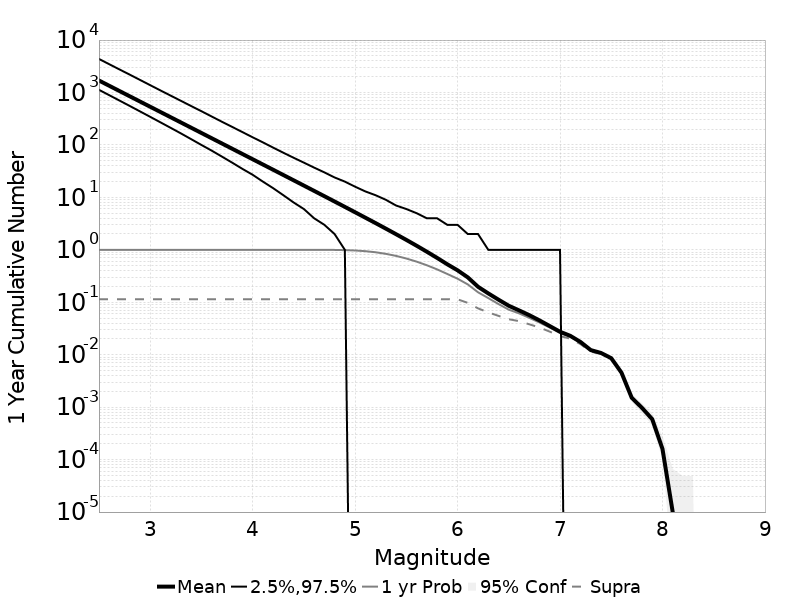 10^4
10^3
10^2
10^1
10^0
10^-1
10^-2
10^-3
10^-4
10^-5
1 Year Cumulative Number
3 4 5 6 7 8 9
Magnitude
Mean 2.5%,97.5% 1 yr Prob 95% Conf Supra